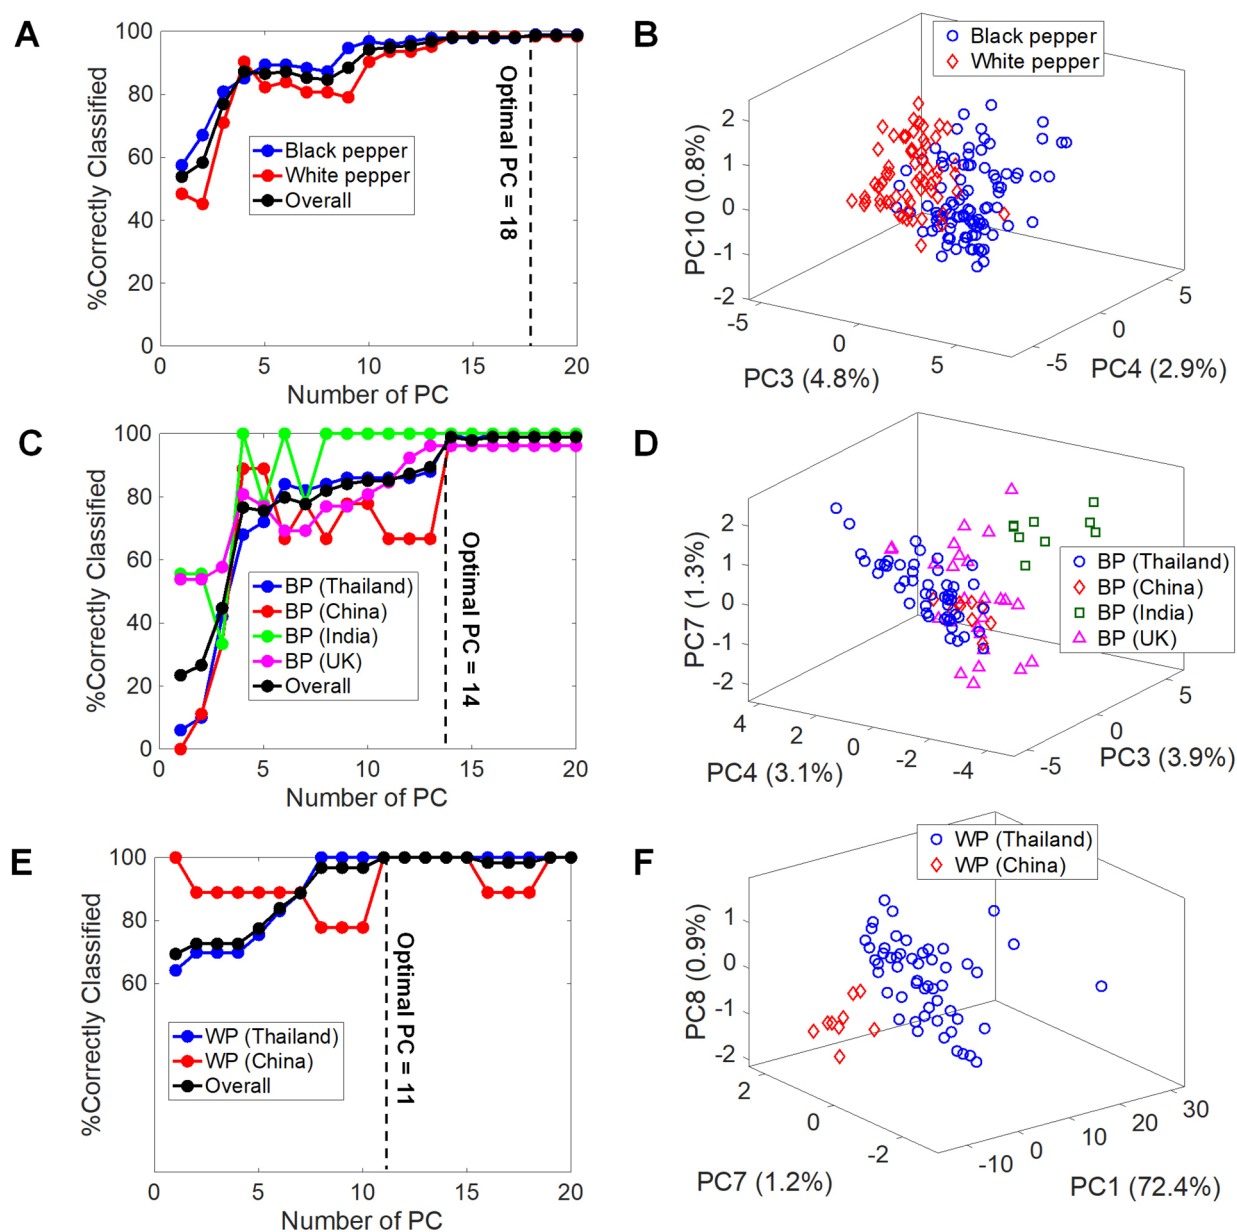 A
100
80
60
40
20
0
0
5
10
15
20
%Correctly Classified
Number of PC
Black pepper
White pepper
Overall
Optimal PC = 18
B
Black pepper
White pepper
2
1
0
-1
-2
PC10 (0.8%)
-5
0
5
PC3 (4.8%)
-5
0
5
PC4 (2.9%)
C
100
80
60
40
20
0
0
5
10
15
20
%Correctly Classified
Number of PC
BP (Thailand)
BP (China)
BP (India)
BP (UK)
Overall
Optimal PC = 14
D
BP (Thailand)
BP (China)
BP (India)
BP (UK)
2
1
0
-1
-2
PC7 (1.3%)
4
2
0
-2
-4
PC4 (3.1%)
-5
0
5
PC3 (3.9%)
E
100
80
60
0
5
10
15
20
%Correctly Classified
Number of PC
WP (Thailand)
WP (China)
Overall
Optimal PC = 11
F
WP (Thailand)
WP (China)
1
0
-1
-2
PC8 (0.9%)
2
0
-2
PC7 (1.2%)
-10
0
10
20
30
PC1 (72.4%)